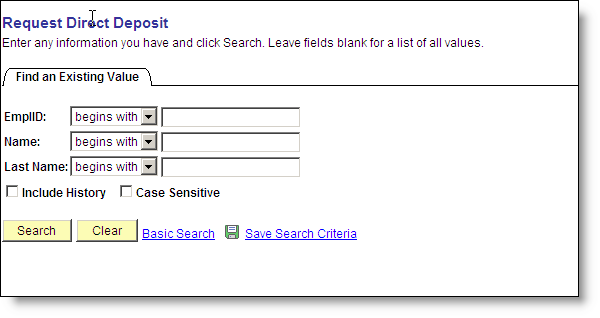 Request Direct Deposit
Enter any information you have and click Search. Leave fields blank for a list of all values.
Find an Existing Value
EmplID: begins with
Name: begins with
Last Name: begins with
Include History Case Sensitive
Search Clear Basic Search Save Search Criteria